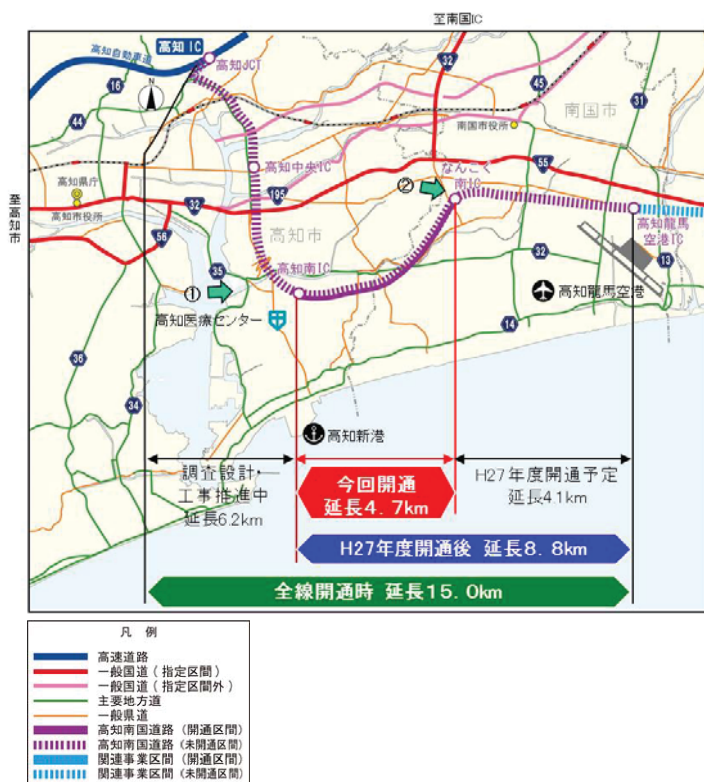 至南国IC
高知自動車道
高知IC
高知JCT
16
N
44
32
45
31
南国市
南国市役所
高知中央IC
なんこく
南IC
②
55
至高知市
高知県庁
高知市役所
32
195
高知市
高知龍馬
空港IC
56
35
高知南IC
32
13
①
高知医療センター
高知龍馬空港
14
36
34
高知新港
調査設計・
工事推進中
延長6.2km
今回開通
延長4.7km
H27年度開通予定
延長4.1km
H27年度開通後 延長8.8km
全線開通時 延長15.0km
凡 例
高速道路
一般国道(指定区間)
一般国道(指定区間外)
主要地方道
一般県道
高知南国道路(開通区間)
高知南国道路(未開通区間)
関連事業区間(開通区間)
関連事業区間(未開通区間)